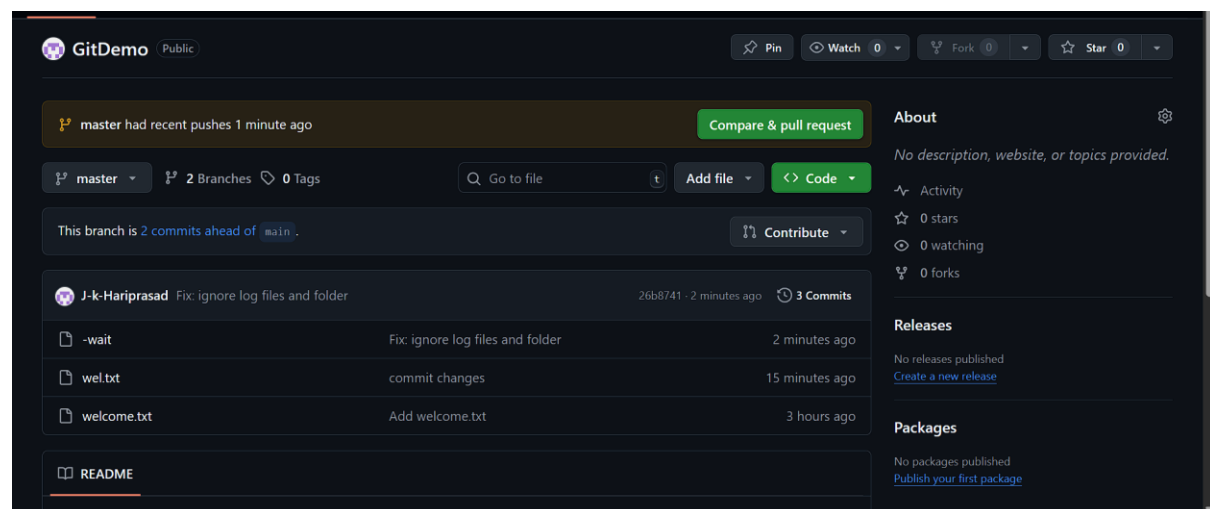 GitDemo Public
Pin
Watch 0
Fork 0
Star 0
master had recent pushes 1 minute ago
Compare & pull request
master
2 Branches
0 Tags
Go to file
t
Add file
<> Code
This branch is 2 commits ahead of main .
Contribute
J-k-Hariprasad Fix: ignore log files and folder 26b8741 · 2 minutes ago 3 Commits
-wait Fix: ignore log files and folder 2 minutes ago
wel.txt commit changes 15 minutes ago
welcome.txt Add welcome.txt 3 hours ago
README
About
No description, website, or topics provided.
Activity
0 stars
0 watching
0 forks
Releases
No releases published
Create a new release
Packages
No packages published
Publish your first package